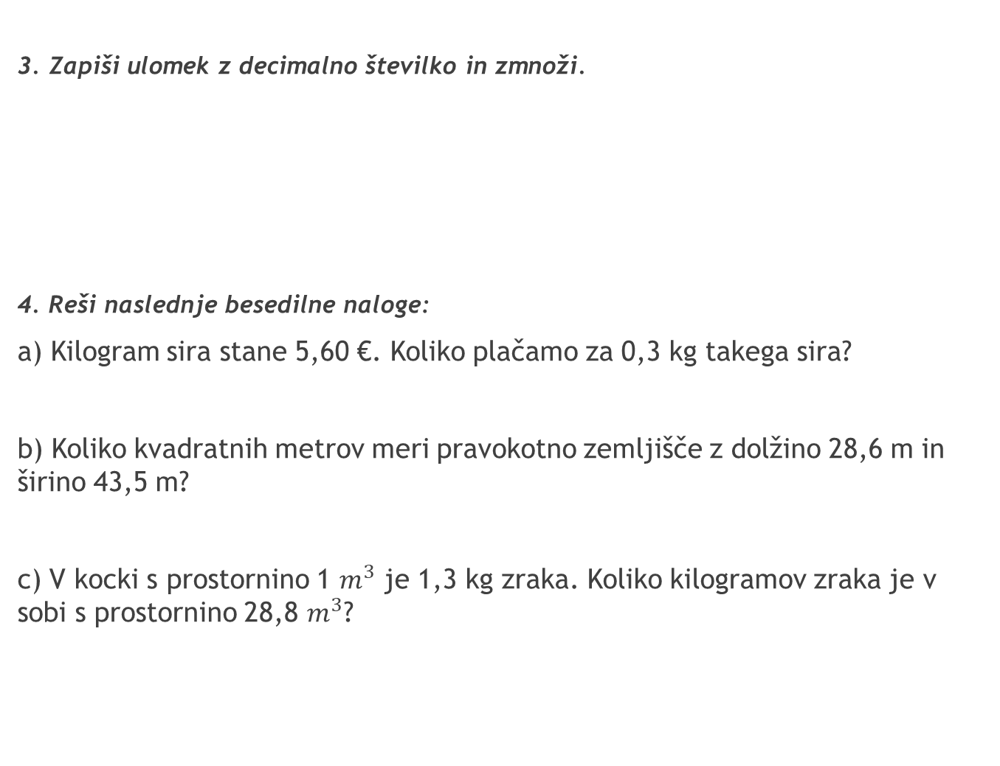 3. Zapiši ulomek z decimalno številko in zmnoži.
4. Reši naslednje besedilne naloge:
a) Kilogram sira stane 5,60 €. Koliko plačamo za 0,3 kg takega sira?
b) Koliko kvadratnih metrov meri pravokotno zemljišče z dolžino 28,6 m in
širino 43,5 m?
c) V kocki s prostornino 1 m³ je 1,3 kg zraka. Koliko kilogramov zraka je v
sobi s prostornino 28,8 m³?